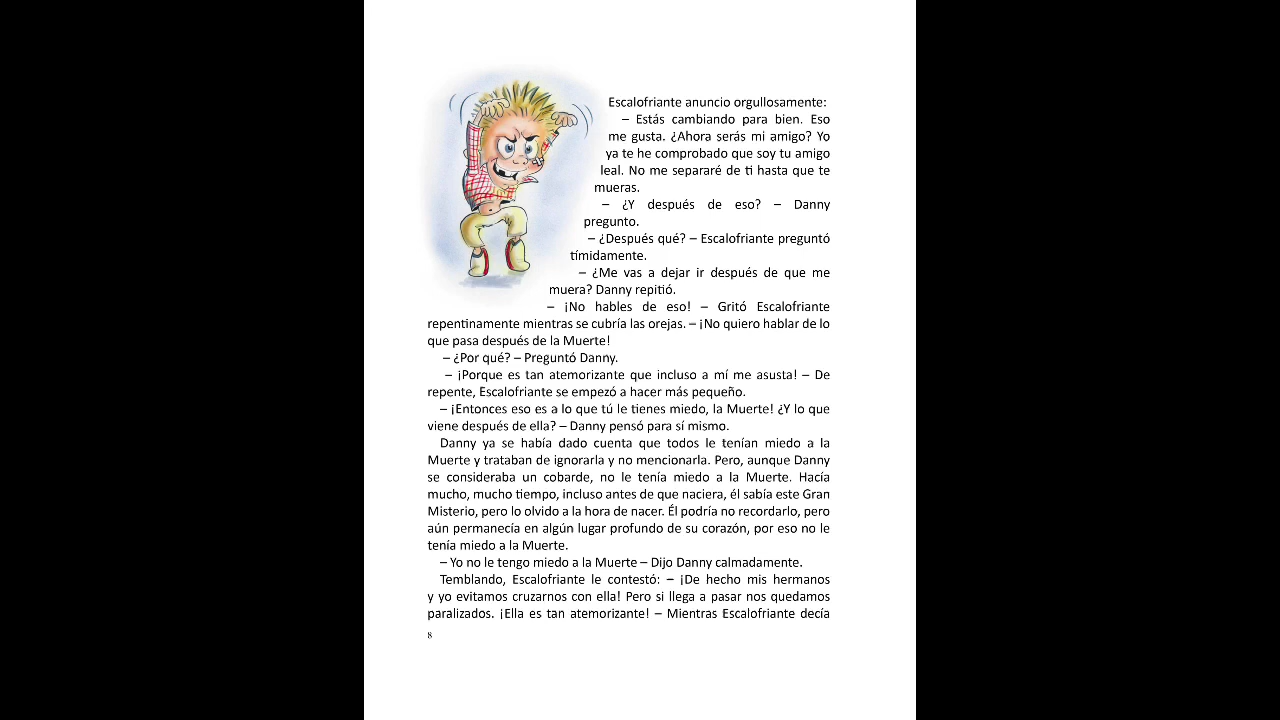 Escalofriante anuncio orgullosamente:
– Estás cambiando para bien. Eso
me gusta. ¿Ahora serás mi amigo? Yo
ya te he comprobado que soy tu amigo
leal. No me separaré de ti hasta que te
mueras.
– ¿Y después de eso? – Danny
pregunto.
– ¿Después qué? – Escalofriante preguntó
tímidamente.
– ¿Me vas a dejar ir después de que me
muera? Danny repitió.
– ¡No hables de eso! – Gritó Escalofriante
repentinamente mientras se cubría las orejas. – ¡No quiero hablar de lo
que pasa después de la Muerte!
– ¿Por qué? – Preguntó Danny.
– ¡Porque es tan atemorizante que incluso a mí me asusta! – De
repente, Escalofriante se empezó a hacer más pequeño.
– ¡Entonces eso es a lo que tú le tienes miedo, la Muerte! ¿Y lo que
viene después de ella? – Danny pensó para sí mismo.
Danny ya se había dado cuenta que todos le tenían miedo a la
Muerte y trataban de ignorarla y no mencionarla. Pero, aunque Danny
se consideraba un cobarde, no le tenía miedo a la Muerte. Hacía
mucho, mucho tiempo, incluso antes de que naciera, él sabía este Gran
Misterio, pero lo olvido a la hora de nacer. Él podría no recordarlo, pero
aún permanecía en algún lugar profundo de su corazón, por eso no le
tenía miedo a la Muerte.
– Yo no le tengo miedo a la Muerte – Dijo Danny calmadamente.
Temblando, Escalofriante le contestó: – ¡De hecho mis hermanos
y yo evitamos cruzarnos con ella! Pero si llega a pasar nos quedamos
paralizados. ¡Ella es tan atemorizante! – Mientras Escalofriante decía
8